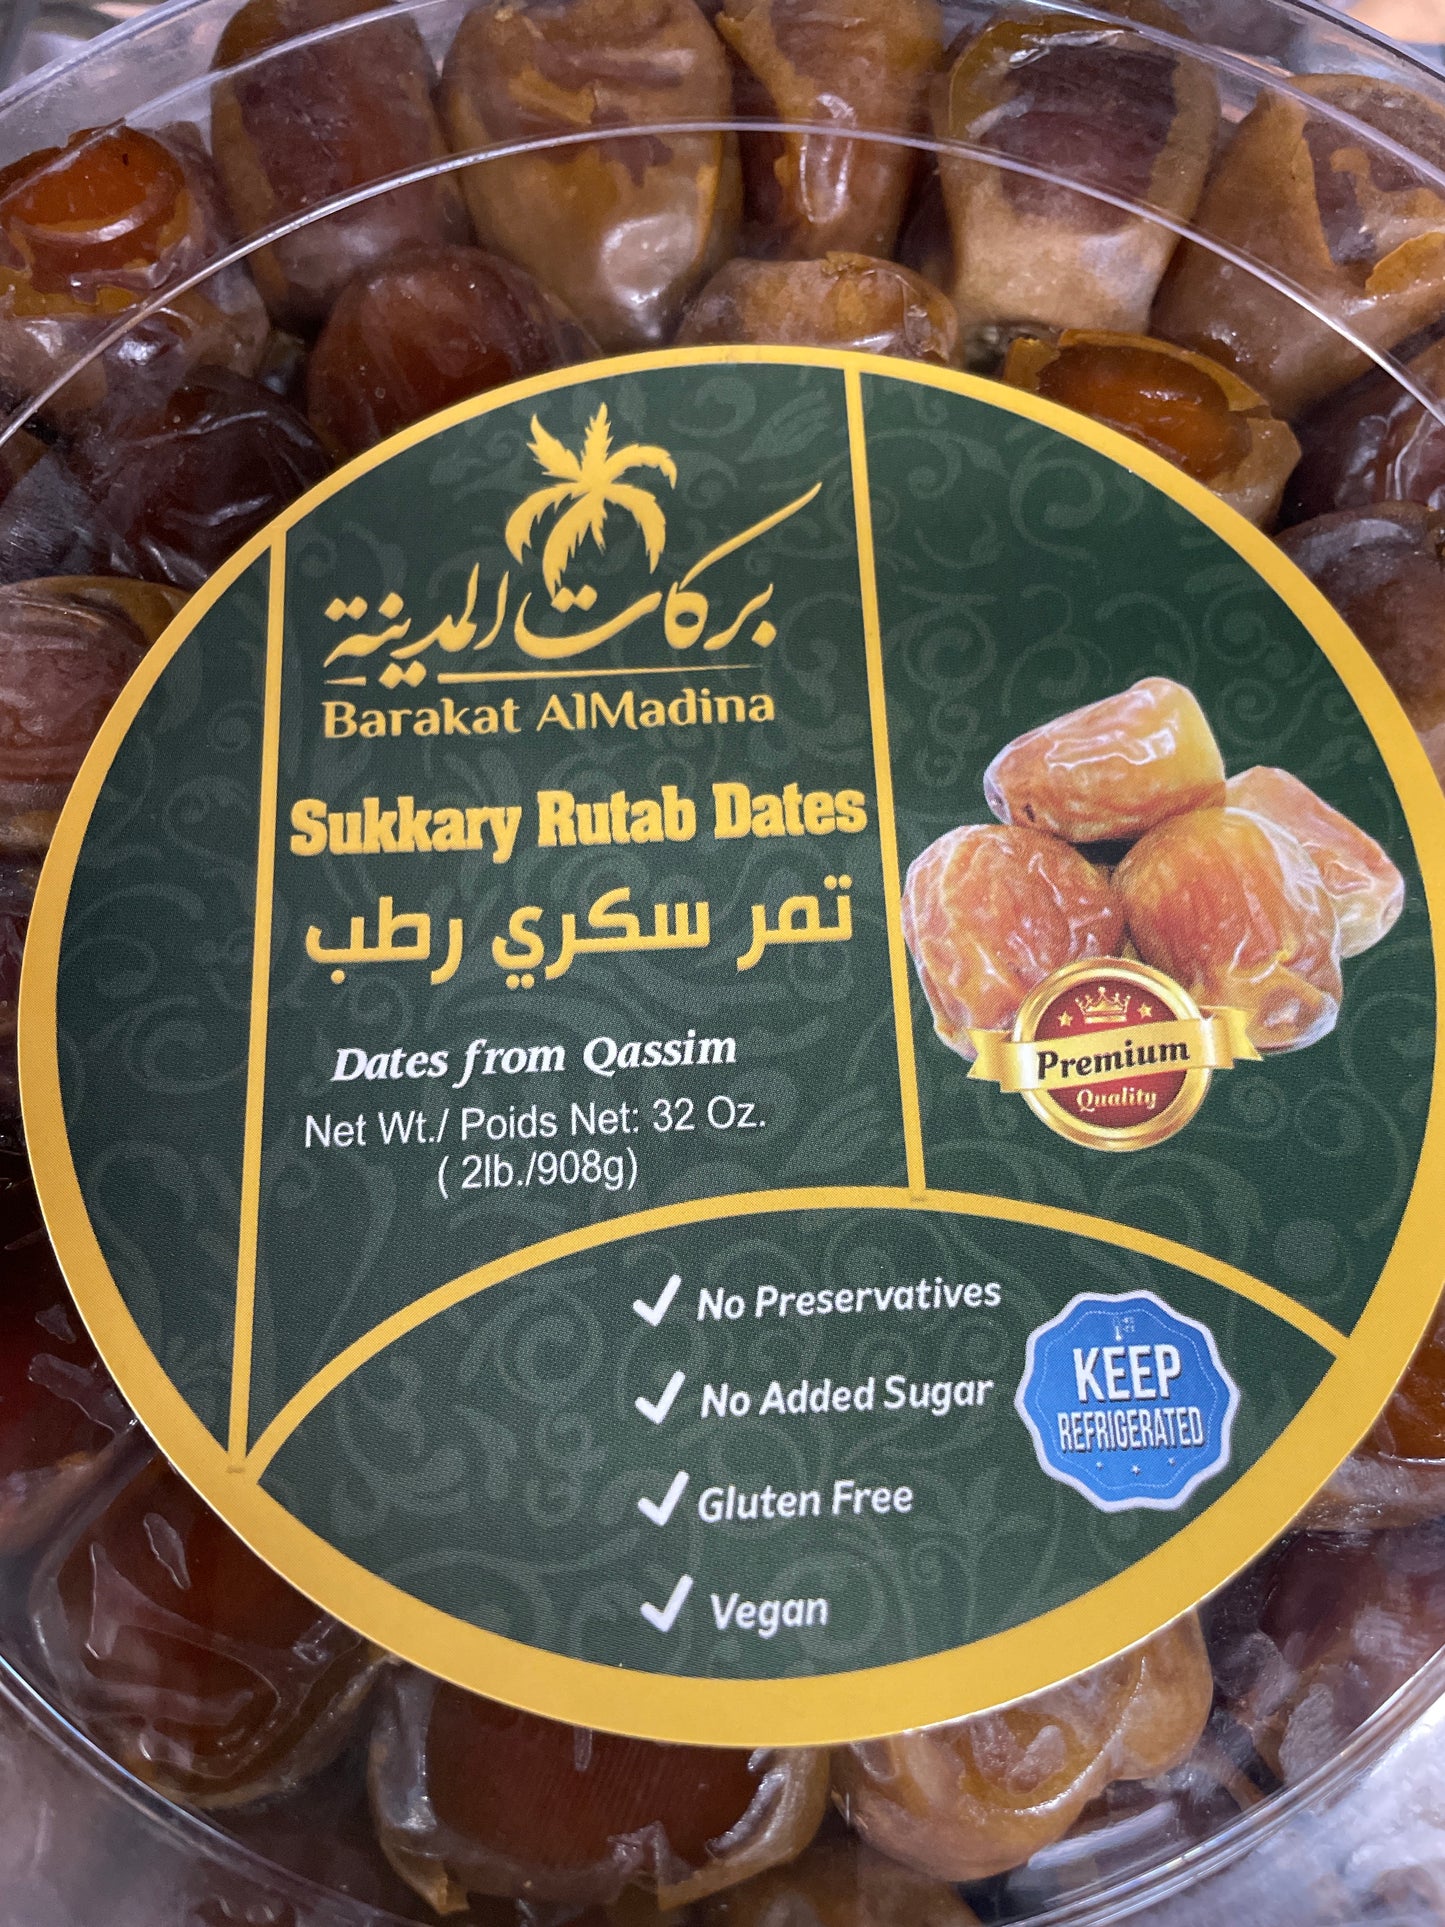 بركات المدينة
Barakat AlMadina
Sukkary Rutab Dates
تمر سكري رطب
Dates from Qassim
Net Wt./ Poids Net: 32 Oz.
( 2lb./908g)
Premium
Quality
No Preservatives
No Added Sugar
Gluten Free
Vegan
KEEP
REFRIGERATED